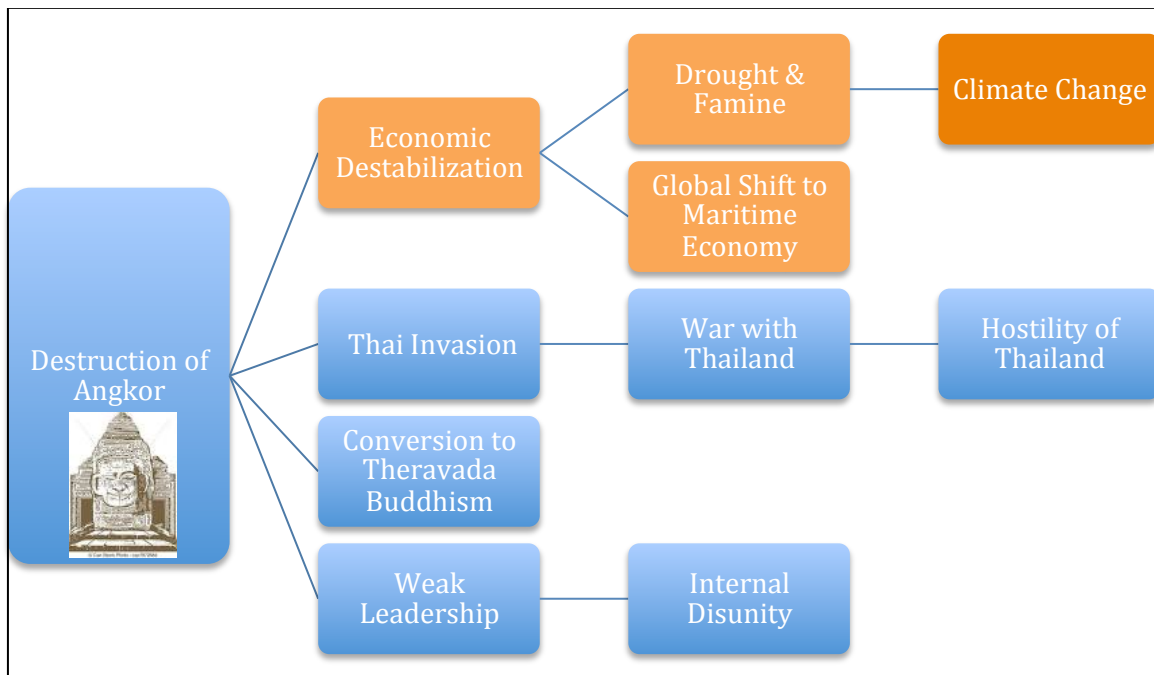 Drought &
Famine
Climate Change
Economic
Destabilization
Global Shift to
Maritime
Economy
Destruction of
Angkor
Thai Invasion
War with
Thailand
Hostility of
Thailand
Conversion to
Theravada
Buddhism
Weak
Leadership
Internal
Disunity